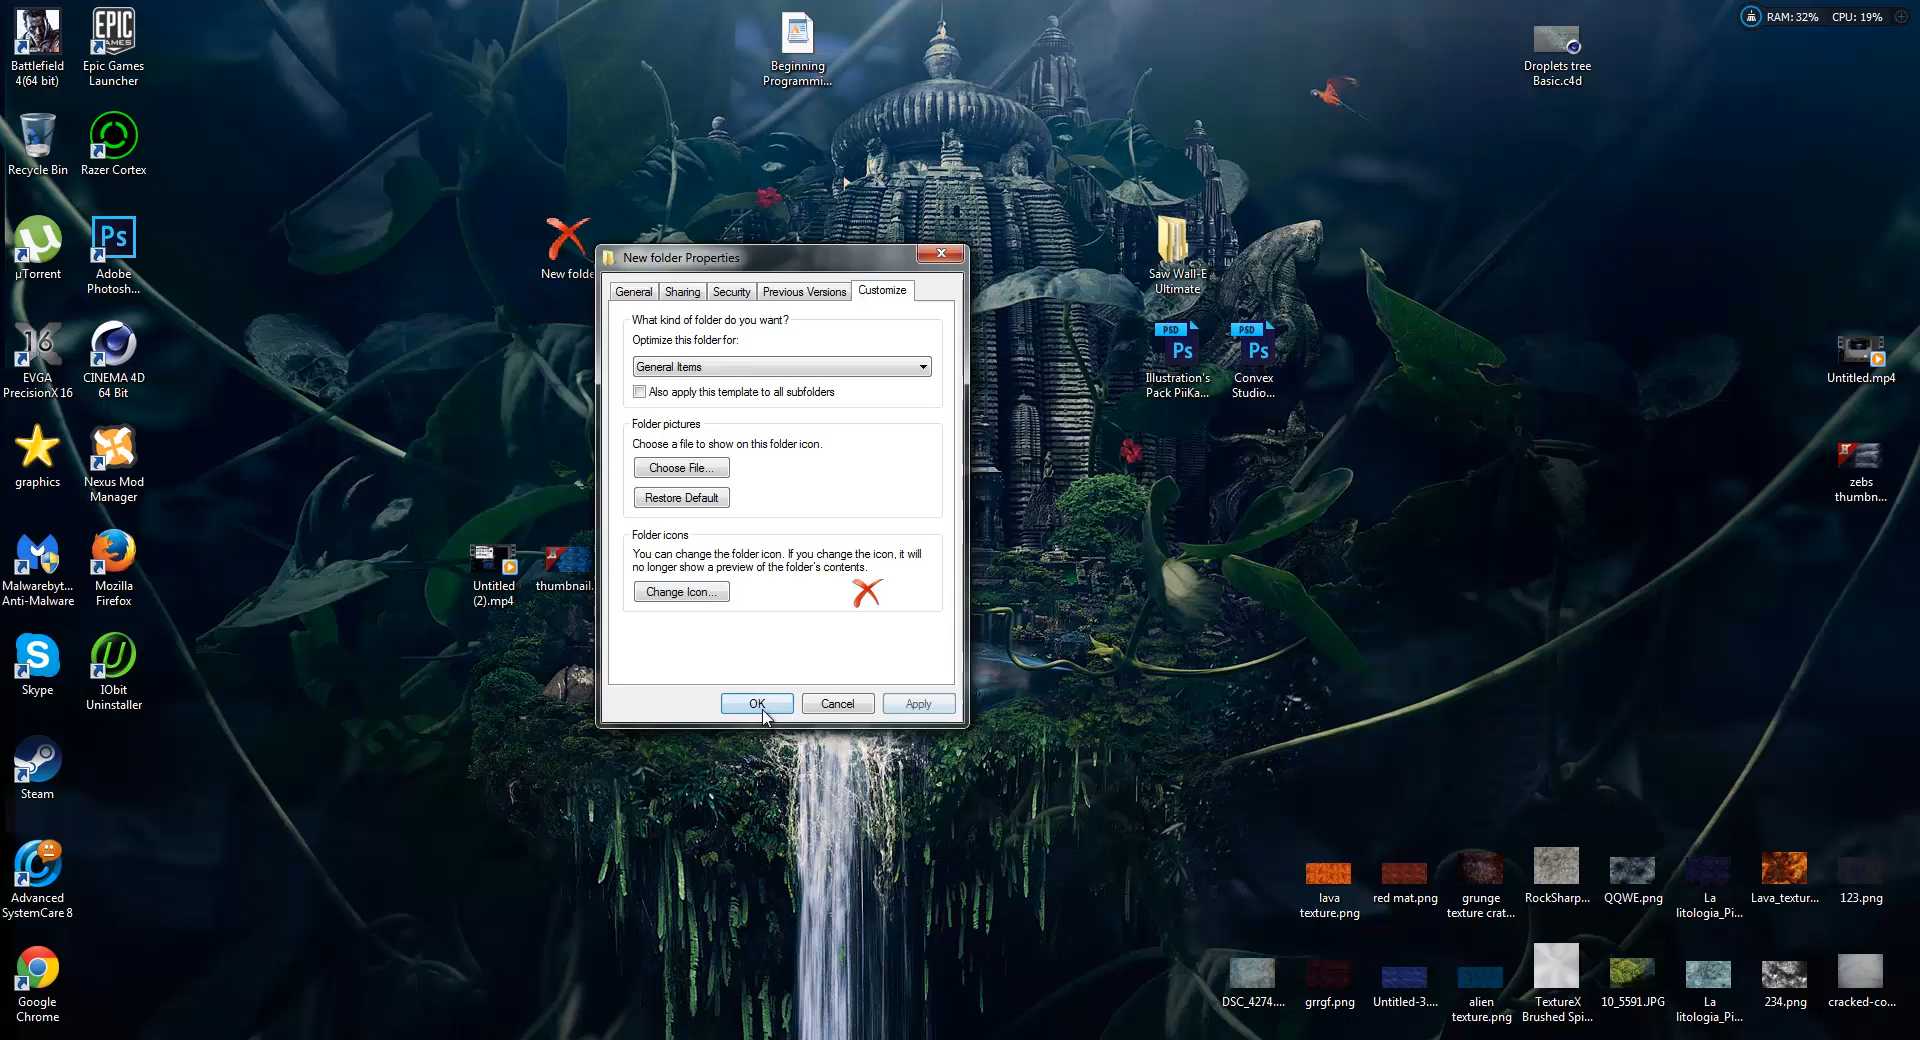 RAM: 32% CPU: 19%
Battlefield
4(64 bit)
EPIC
GAMES
Epic Games
Launcher
Beginning
Programmi...
Droplets tree
Basic.c4d
Recycle Bin
Razer Cortex
µTorrent
Ps
Adobe
Photosh...
New folde
Saw Wall-E
Ultimate
New folder Properties
General
Sharing
Security
Previous Versions
Customize
What kind of folder do you want?
Optimize this folder for:
General Items
Also apply this template to all subfolders
Folder pictures
Choose a file to show on this folder icon.
Choose File...
Restore Default
Folder icons
You can change the folder icon. If you change the icon, it will
no longer show a preview of the folder's contents.
Change Icon...
OK
Cancel
Apply
16
EVGA
PrecisionX 16
CINEMA 4D
64 Bit
PSD
Ps
Illustration's
Pack PiiKa...
PSD
Ps
Convex
Studio...
Untitled.mp4
graphics
Nexus Mod
Manager
zebs
thumbn...
Malwarebyt...
Anti-Malware
Mozilla
Firefox
Untitled
(2).mp4
thumbnail.
S
Skype
IObit
Uninstaller
Steam
Advanced
SystemCare 8
lava
texture.png
red mat.png
grunge
texture crat...
RockSharp...
QQWE.png
La
litologia_Pi...
Lava_textur...
123.png
Google
Chrome
DSC_4274....
grrgf.png
Untitled-3....
alien
texture.png
TextureX
Brushed Spi...
10_5591.JPG
La
litologia_Pi...
234.png
cracked-co...